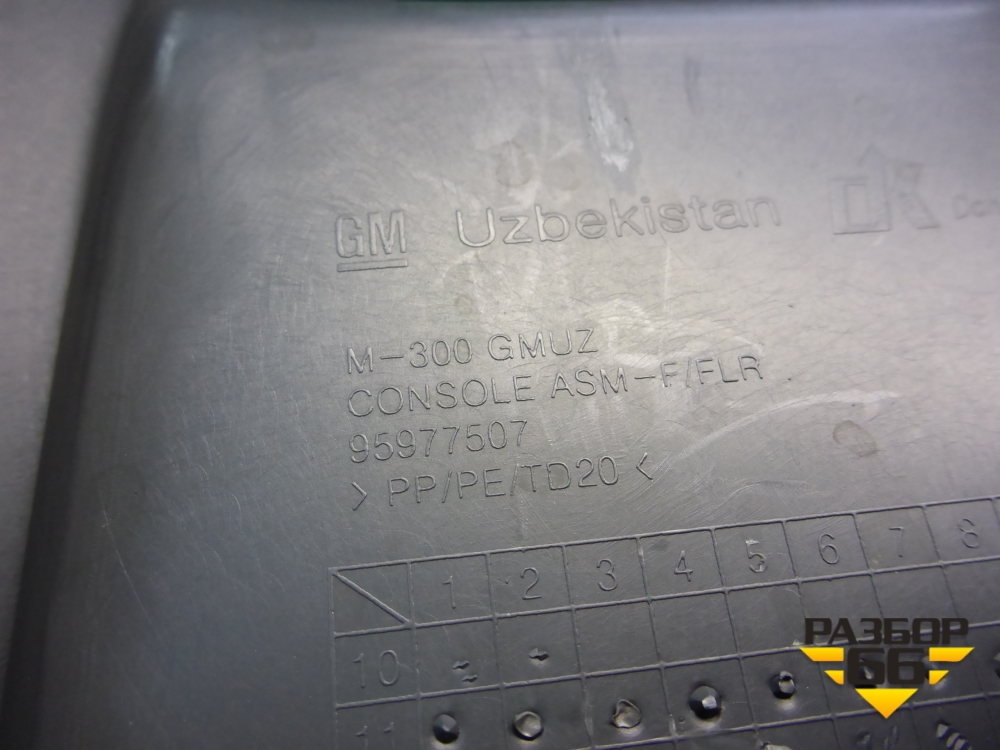 GM Uzbekistan
M-300 GMUZ
CONSOLE ASM-F/FLR
95977507
>PP/PE/TD20<
1 2 3 4 5 6 7 8
10
11
РАЗБОР
66